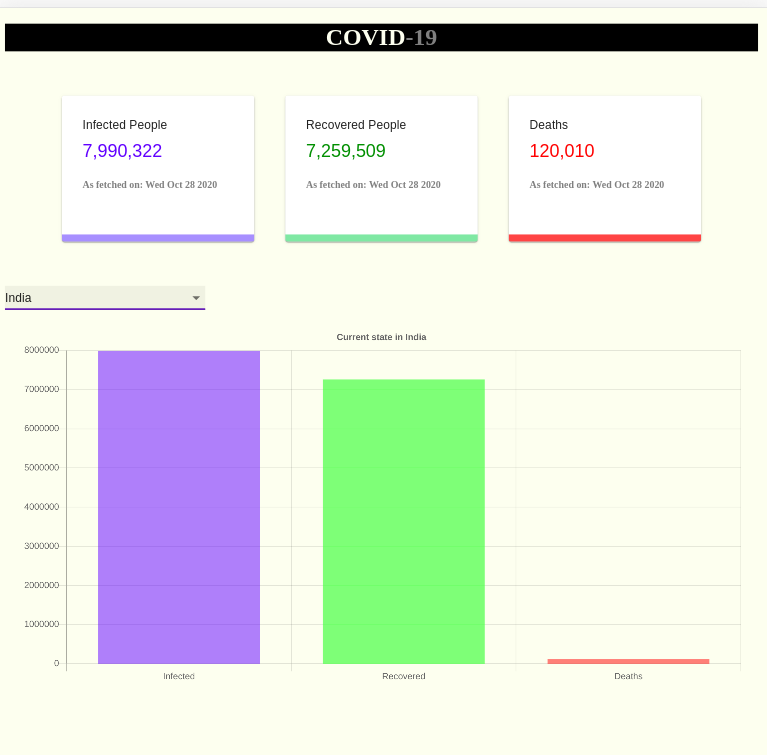 COVID-19
Infected People
7,990,322
As fetched on: Wed Oct 28 2020
Recovered People
7,259,509
As fetched on: Wed Oct 28 2020
Deaths
120,010
As fetched on: Wed Oct 28 2020
India
Current state in India
8000000
7000000
6000000
5000000
4000000
3000000
2000000
1000000
0
Infected
Recovered
Deaths